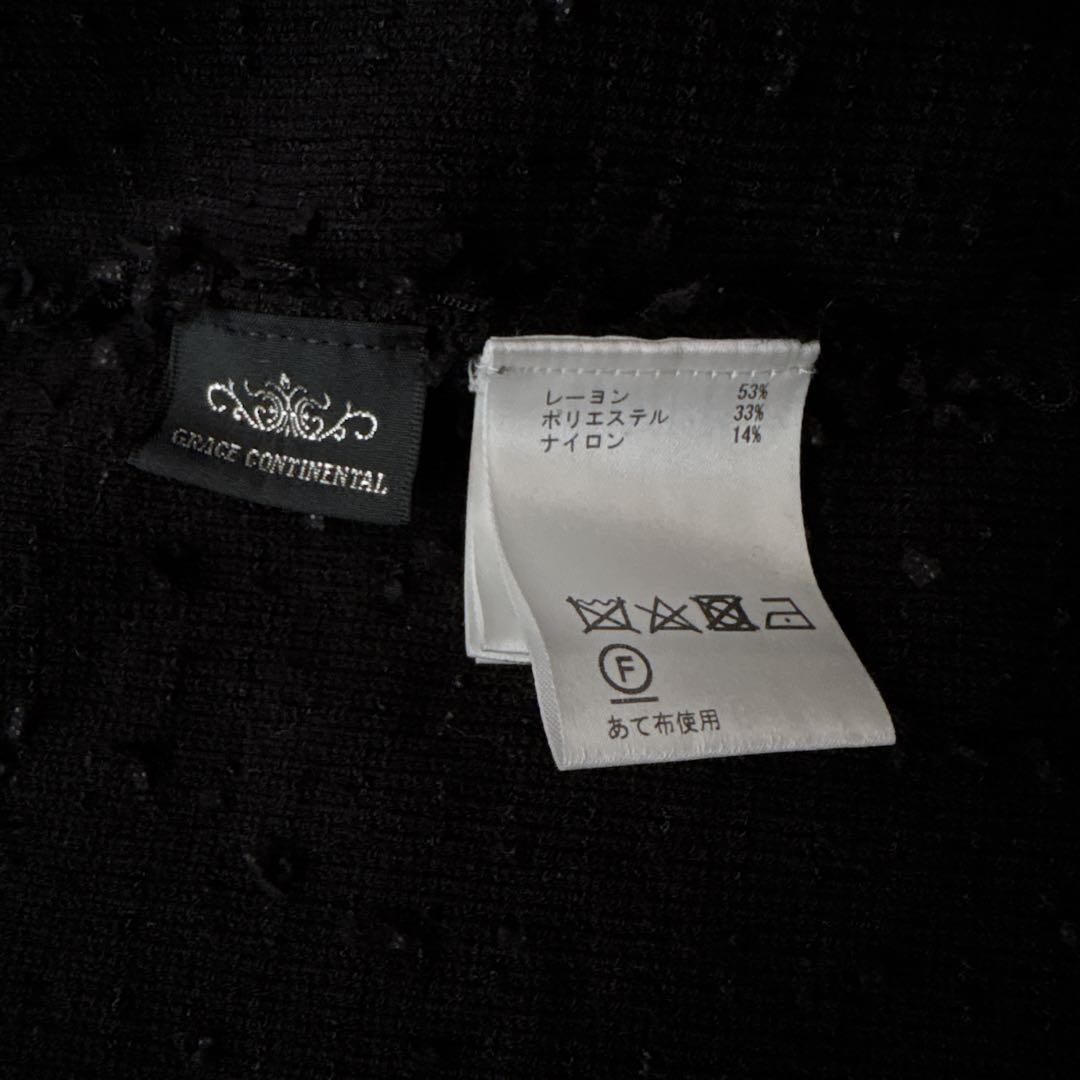 GRACE CONTINENTAL
レーヨン 53%
ポリエステル 33%
ナイロン 14%
F
あて布使用